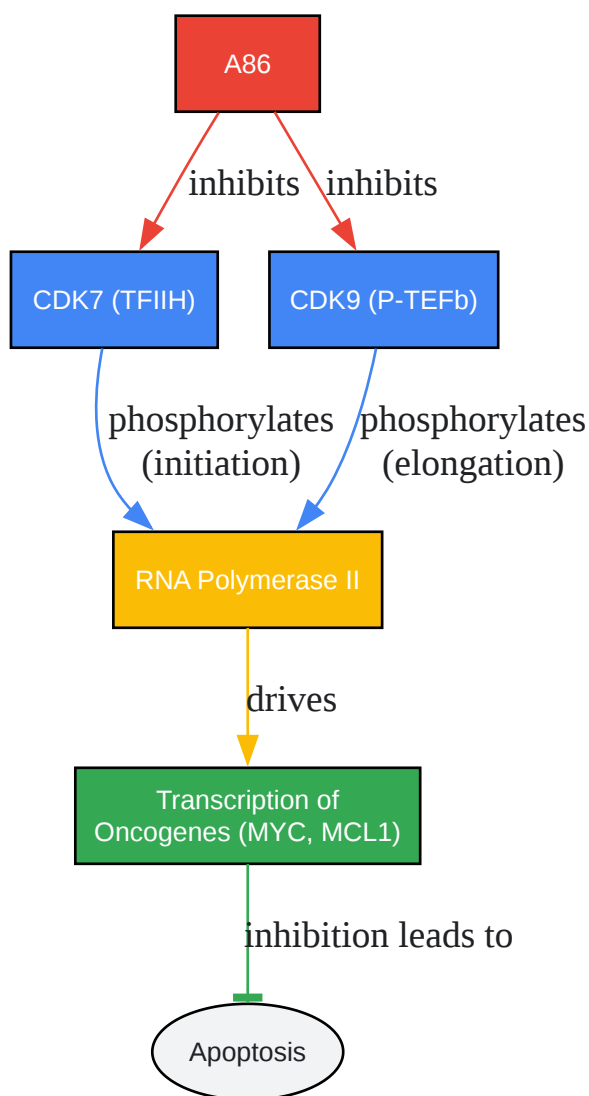 A86
inhibits
inhibits
CDK7 (TFIIH)
CDK9 (P-TEFb)
phosphorylates
(initiation)
phosphorylates
(elongation)
RNA Polymerase II
drives
Transcription of
Oncogenes (MYC, MCL1)
inhibition leads to
Apoptosis